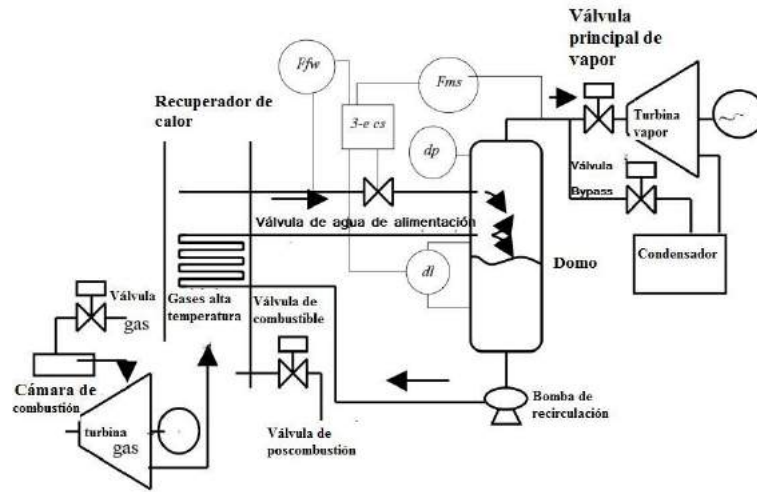 Válvula
principal de
vapor
Ffw
Fms
Recuperador de
calor
3-e cs
Turbina
vapor
dp
Válvula
Bypass
Válvula de agua de alimentación
Condensador
Domo
dl
Válvula
gas
Gases alta
temperatura
Válvula de
combustible
Cámara de
combustión
Bomba de
recirculación
turbina
gas
Válvula de
poscombustión